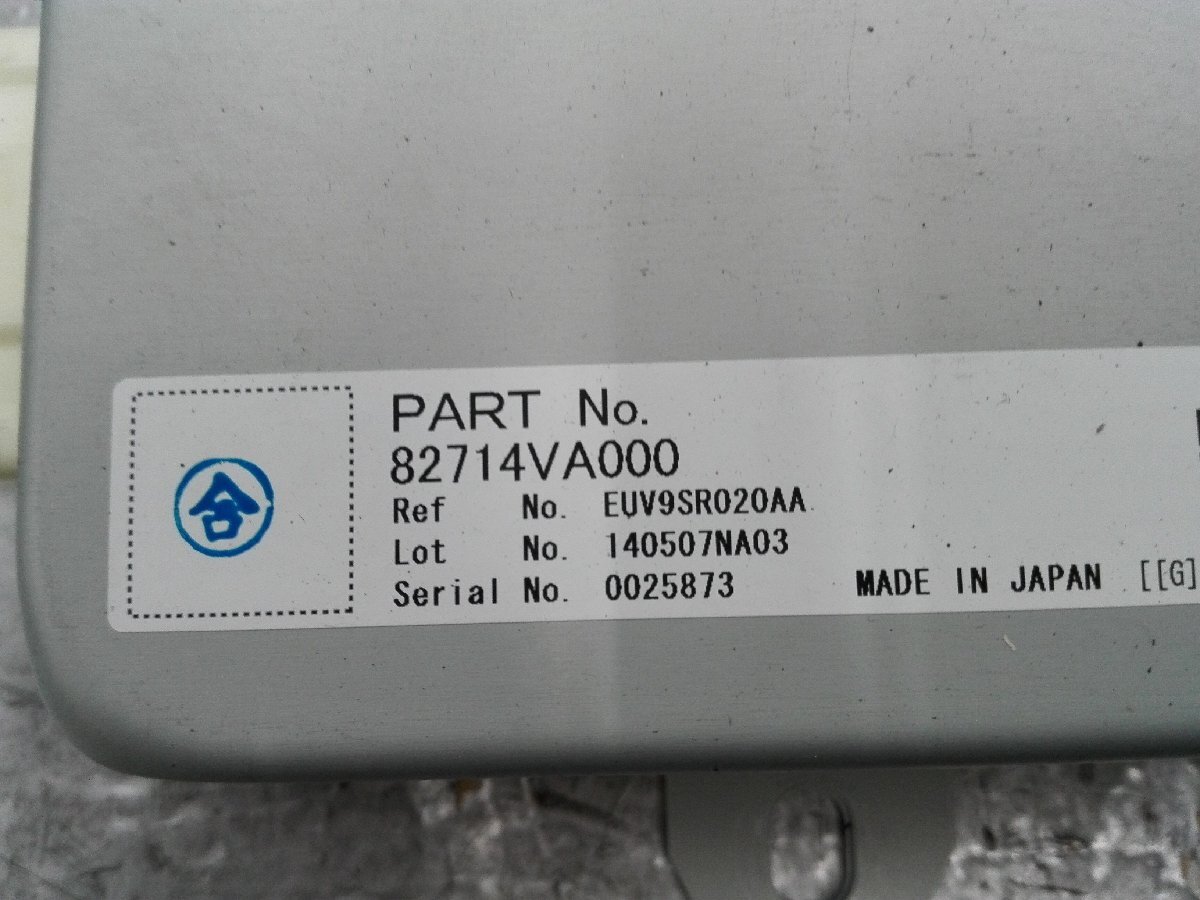 PART No.
82714VA000
Ref No. EUV9SR020AA
Lot No. 140507NA03
Serial No. 0025873 MADE IN JAPAN [[G]
合